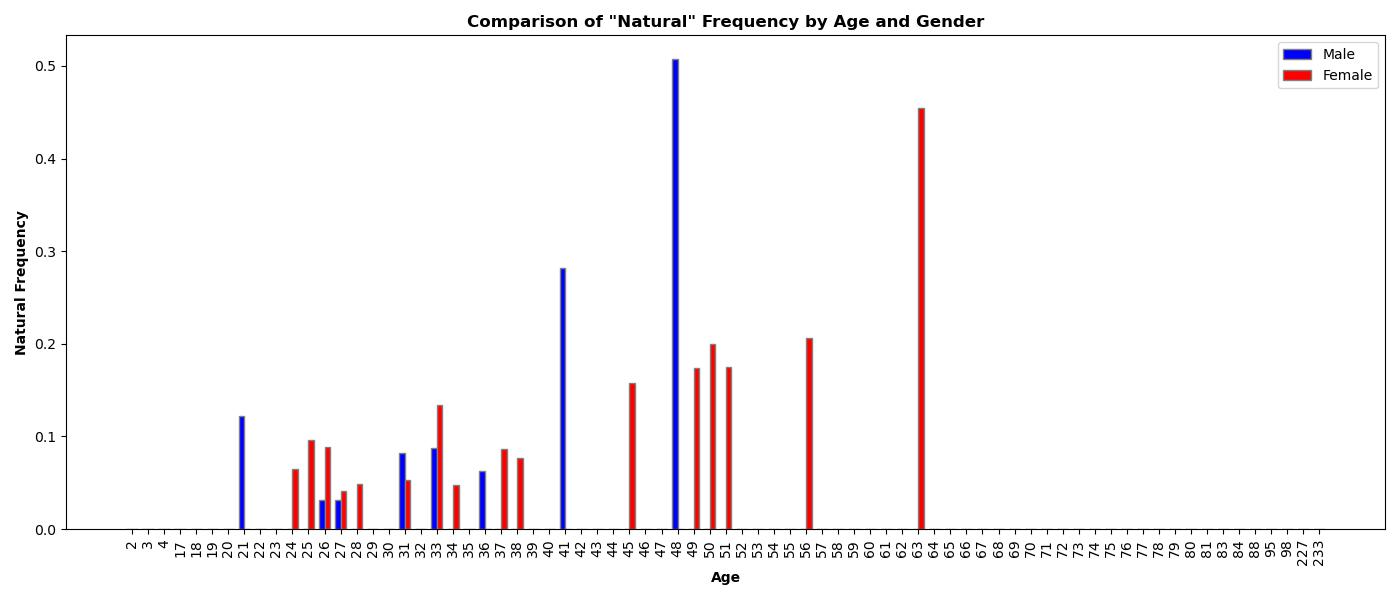 Comparison of "Natural" Frequency by Age and Gender
Male
Female
Natural Frequency
0.5
0.4
0.3
0.2
0.1
0.0
2 3 4 17 18 19 20 21 22 23 24 25 26 27 28 29 30 31 32 33 34 35 36 37 38 39 40 41 42 43 44 45 46 47 48 49 50 51 52 53 54 55 56 57 58 59 60 61 62 63 64 65 66 67 68 69 70 71 72 73 74 75 76 77 78 79 80 81 83 84 88 95 98 227 233
Age